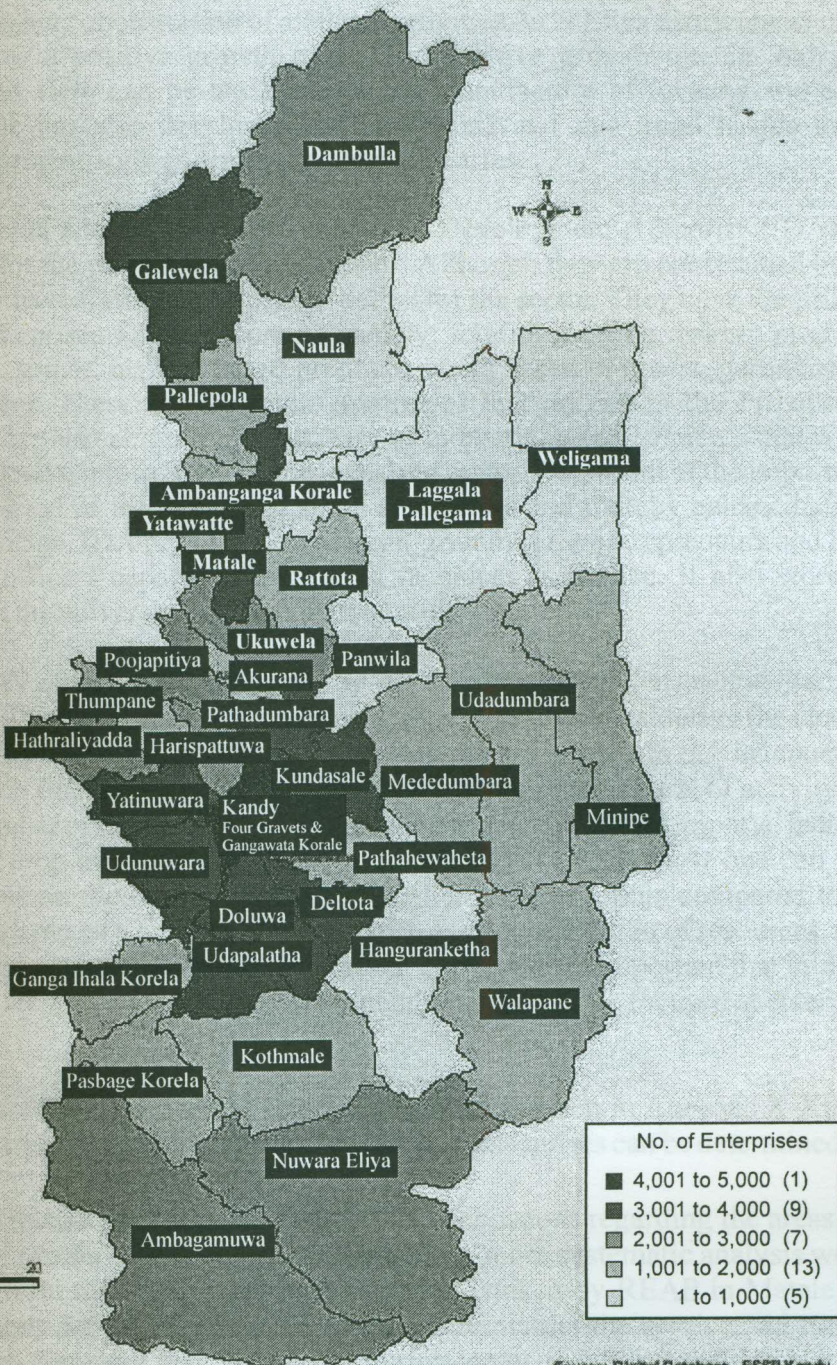 Dambulla
N
W E
S
Galewela
Naula
Pallepola
Weligama
Ambanganga Korale
Laggala
Pallegama
Yatawatte
Matale
Rattota
Ukuwela
Poojapitiya
Panwila
Akurana
Thumpane
Udadumbara
Pathadumbara
Hathraliyadda
Harispattuwa
Kundasale
Mededumbara
Yatinuwara
Kandy
Four Gravets &
Gangawata Korale
Minipe
Udunuwara
Pathahewaheta
Deltota
Doluwa
Hanguranketha
Udapalatha
Ganga Ihala Korela
Walapane
Kothmale
Pasbage Korela
Nuwara Eliya
Ambagamuwa
20
No. of Enterprises
4,001 to 5,000 (1)
3,001 to 4,000 (9)
2,001 to 3,000 (7)
1,001 to 2,000 (13)
1 to 1,000 (5)